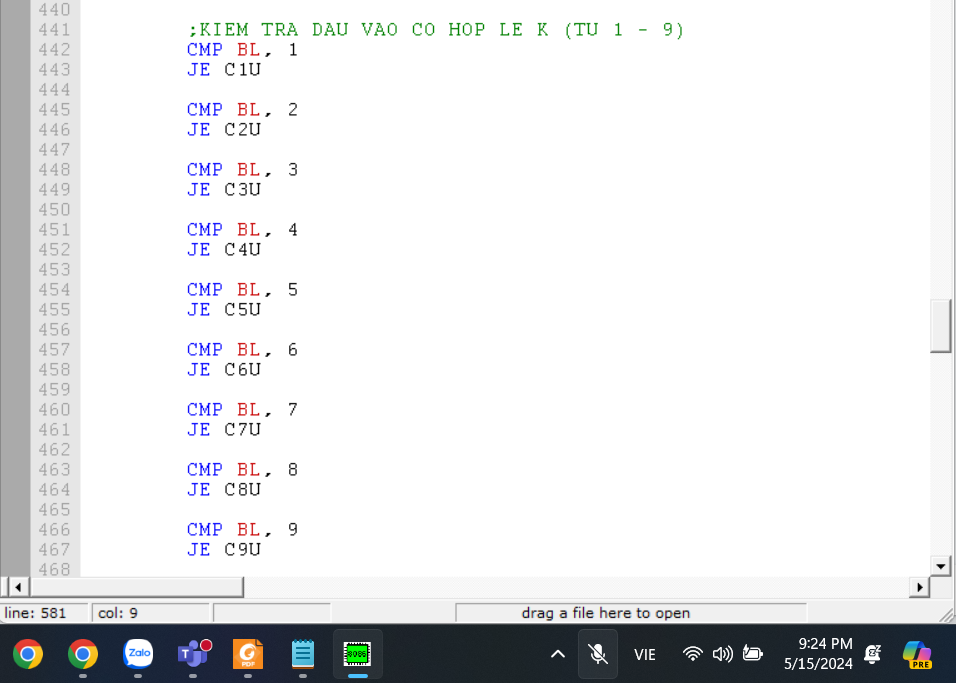 440
441 ;KIEM TRA DAU VAO CO HOP LE K (TU 1 - 9)
442 CMP BL, 1
443 JE C1U
444
445 CMP BL, 2
446 JE C2U
447
448 CMP BL, 3
449 JE C3U
450
451 CMP BL, 4
452 JE C4U
453
454 CMP BL, 5
455 JE C5U
456
457 CMP BL, 6
458 JE C6U
459
460 CMP BL, 7
461 JE C7U
462
463 CMP BL, 8
464 JE C8U
465
466 CMP BL, 9
467 JE C9U
468
line: 581 col: 9 drag a file here to open
Zalo
T
PDF
8086
VIE
9:24 PM
5/15/2024
PRE